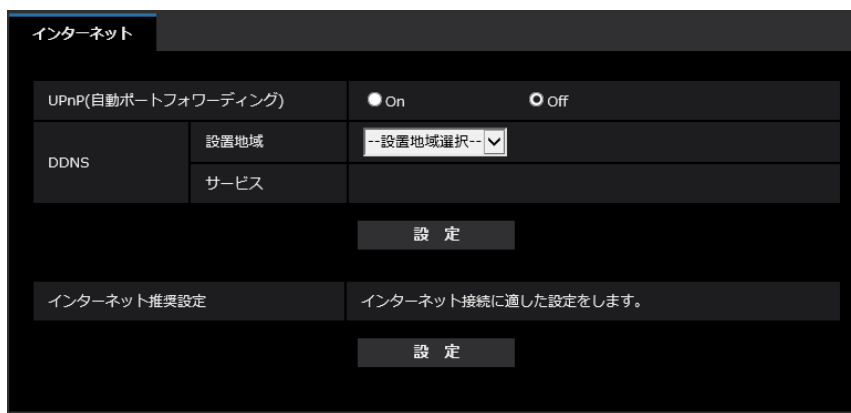 インターネット
UPnP(自動ポートフォワーディング) On Off
DDNS
設置地域 --設置地域選択--
サービス
設 定
インターネット推奨設定 インターネット接続に適した設定をします。
設 定